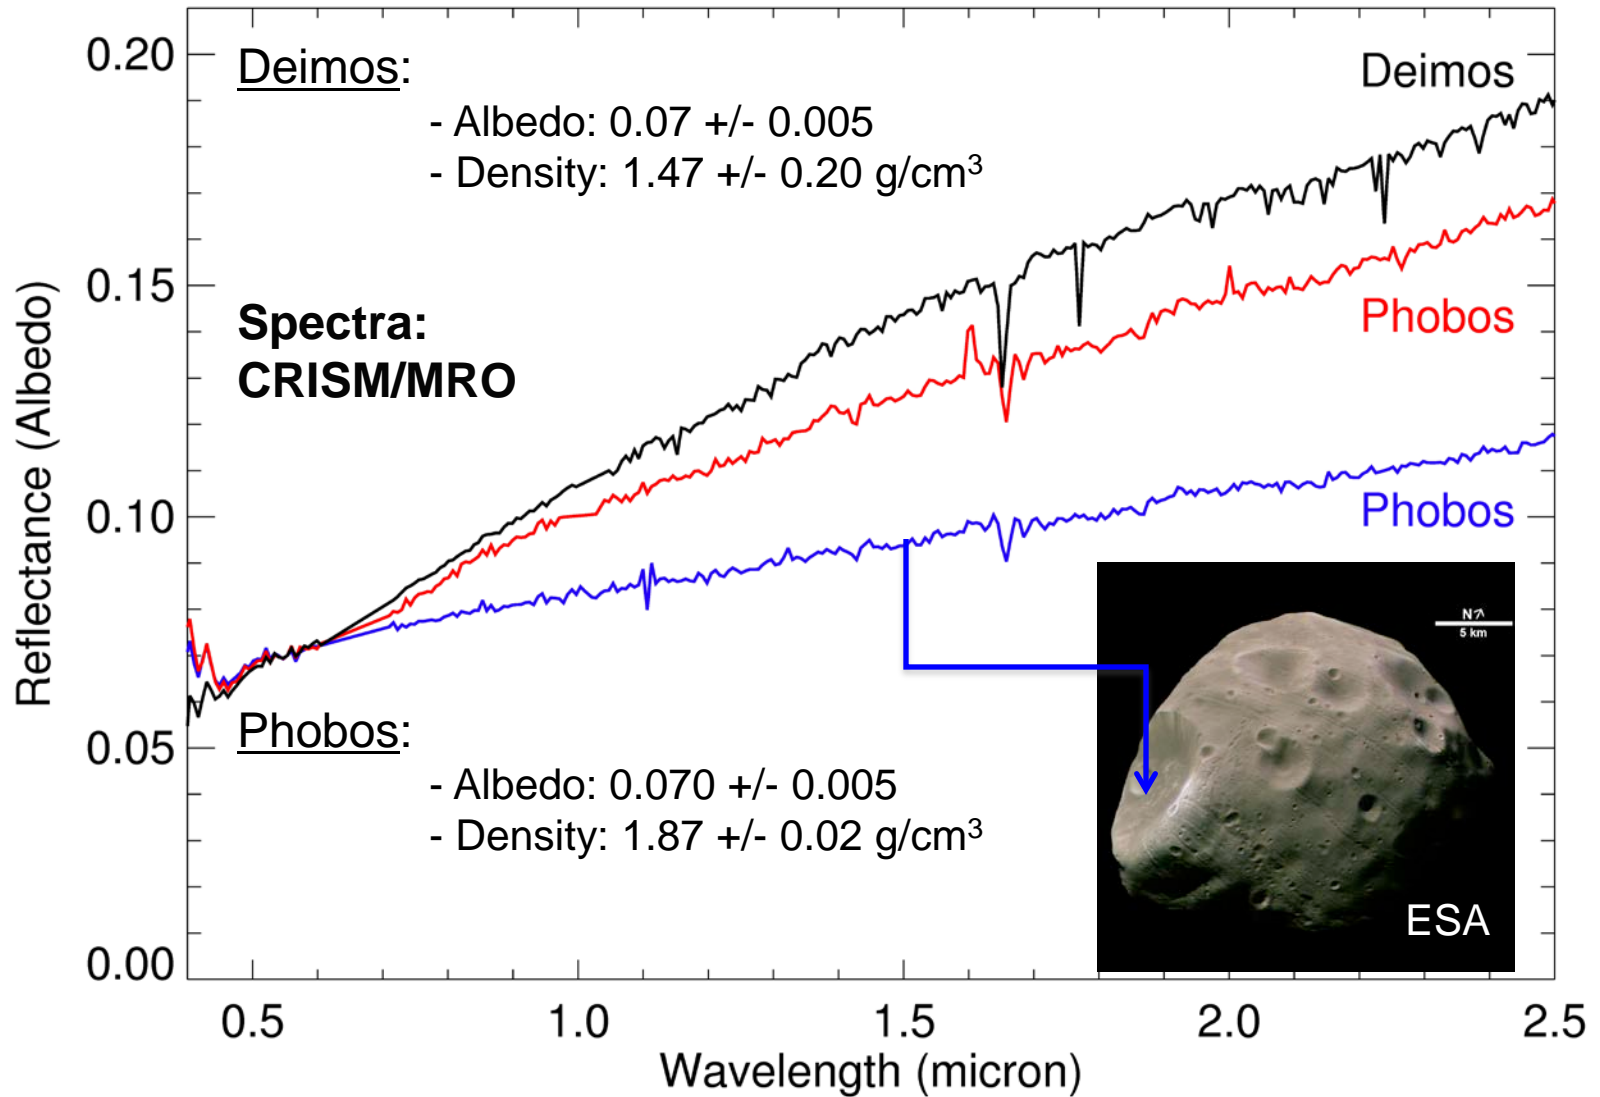 0.20
0.15
0.10
0.05
0.00
Reflectance (Albedo)
Deimos:
- Albedo: 0.07 +/- 0.005
- Density: 1.47 +/- 0.20 g/cm³
Spectra:
CRISM/MRO
Deimos
Phobos
Phobos
Phobos:
- Albedo: 0.070 +/- 0.005
- Density: 1.87 +/- 0.02 g/cm³
N
5 km
ESA
0.5 1.0 1.5 2.0 2.5
Wavelength (micron)